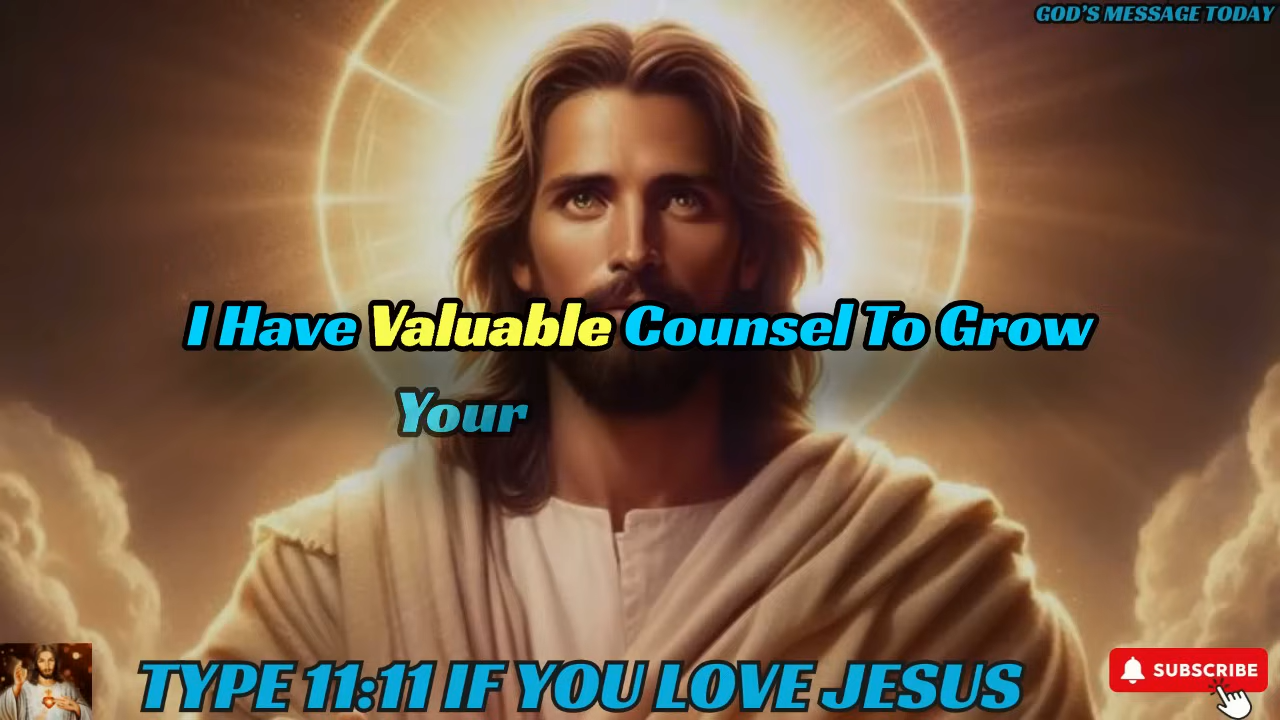 GOD'S MESSAGE TODAY
I Have Valuable Counsel To Grow
Your
TYPE 11:11 IF YOU LOVE JESUS
SUBSCRIBE